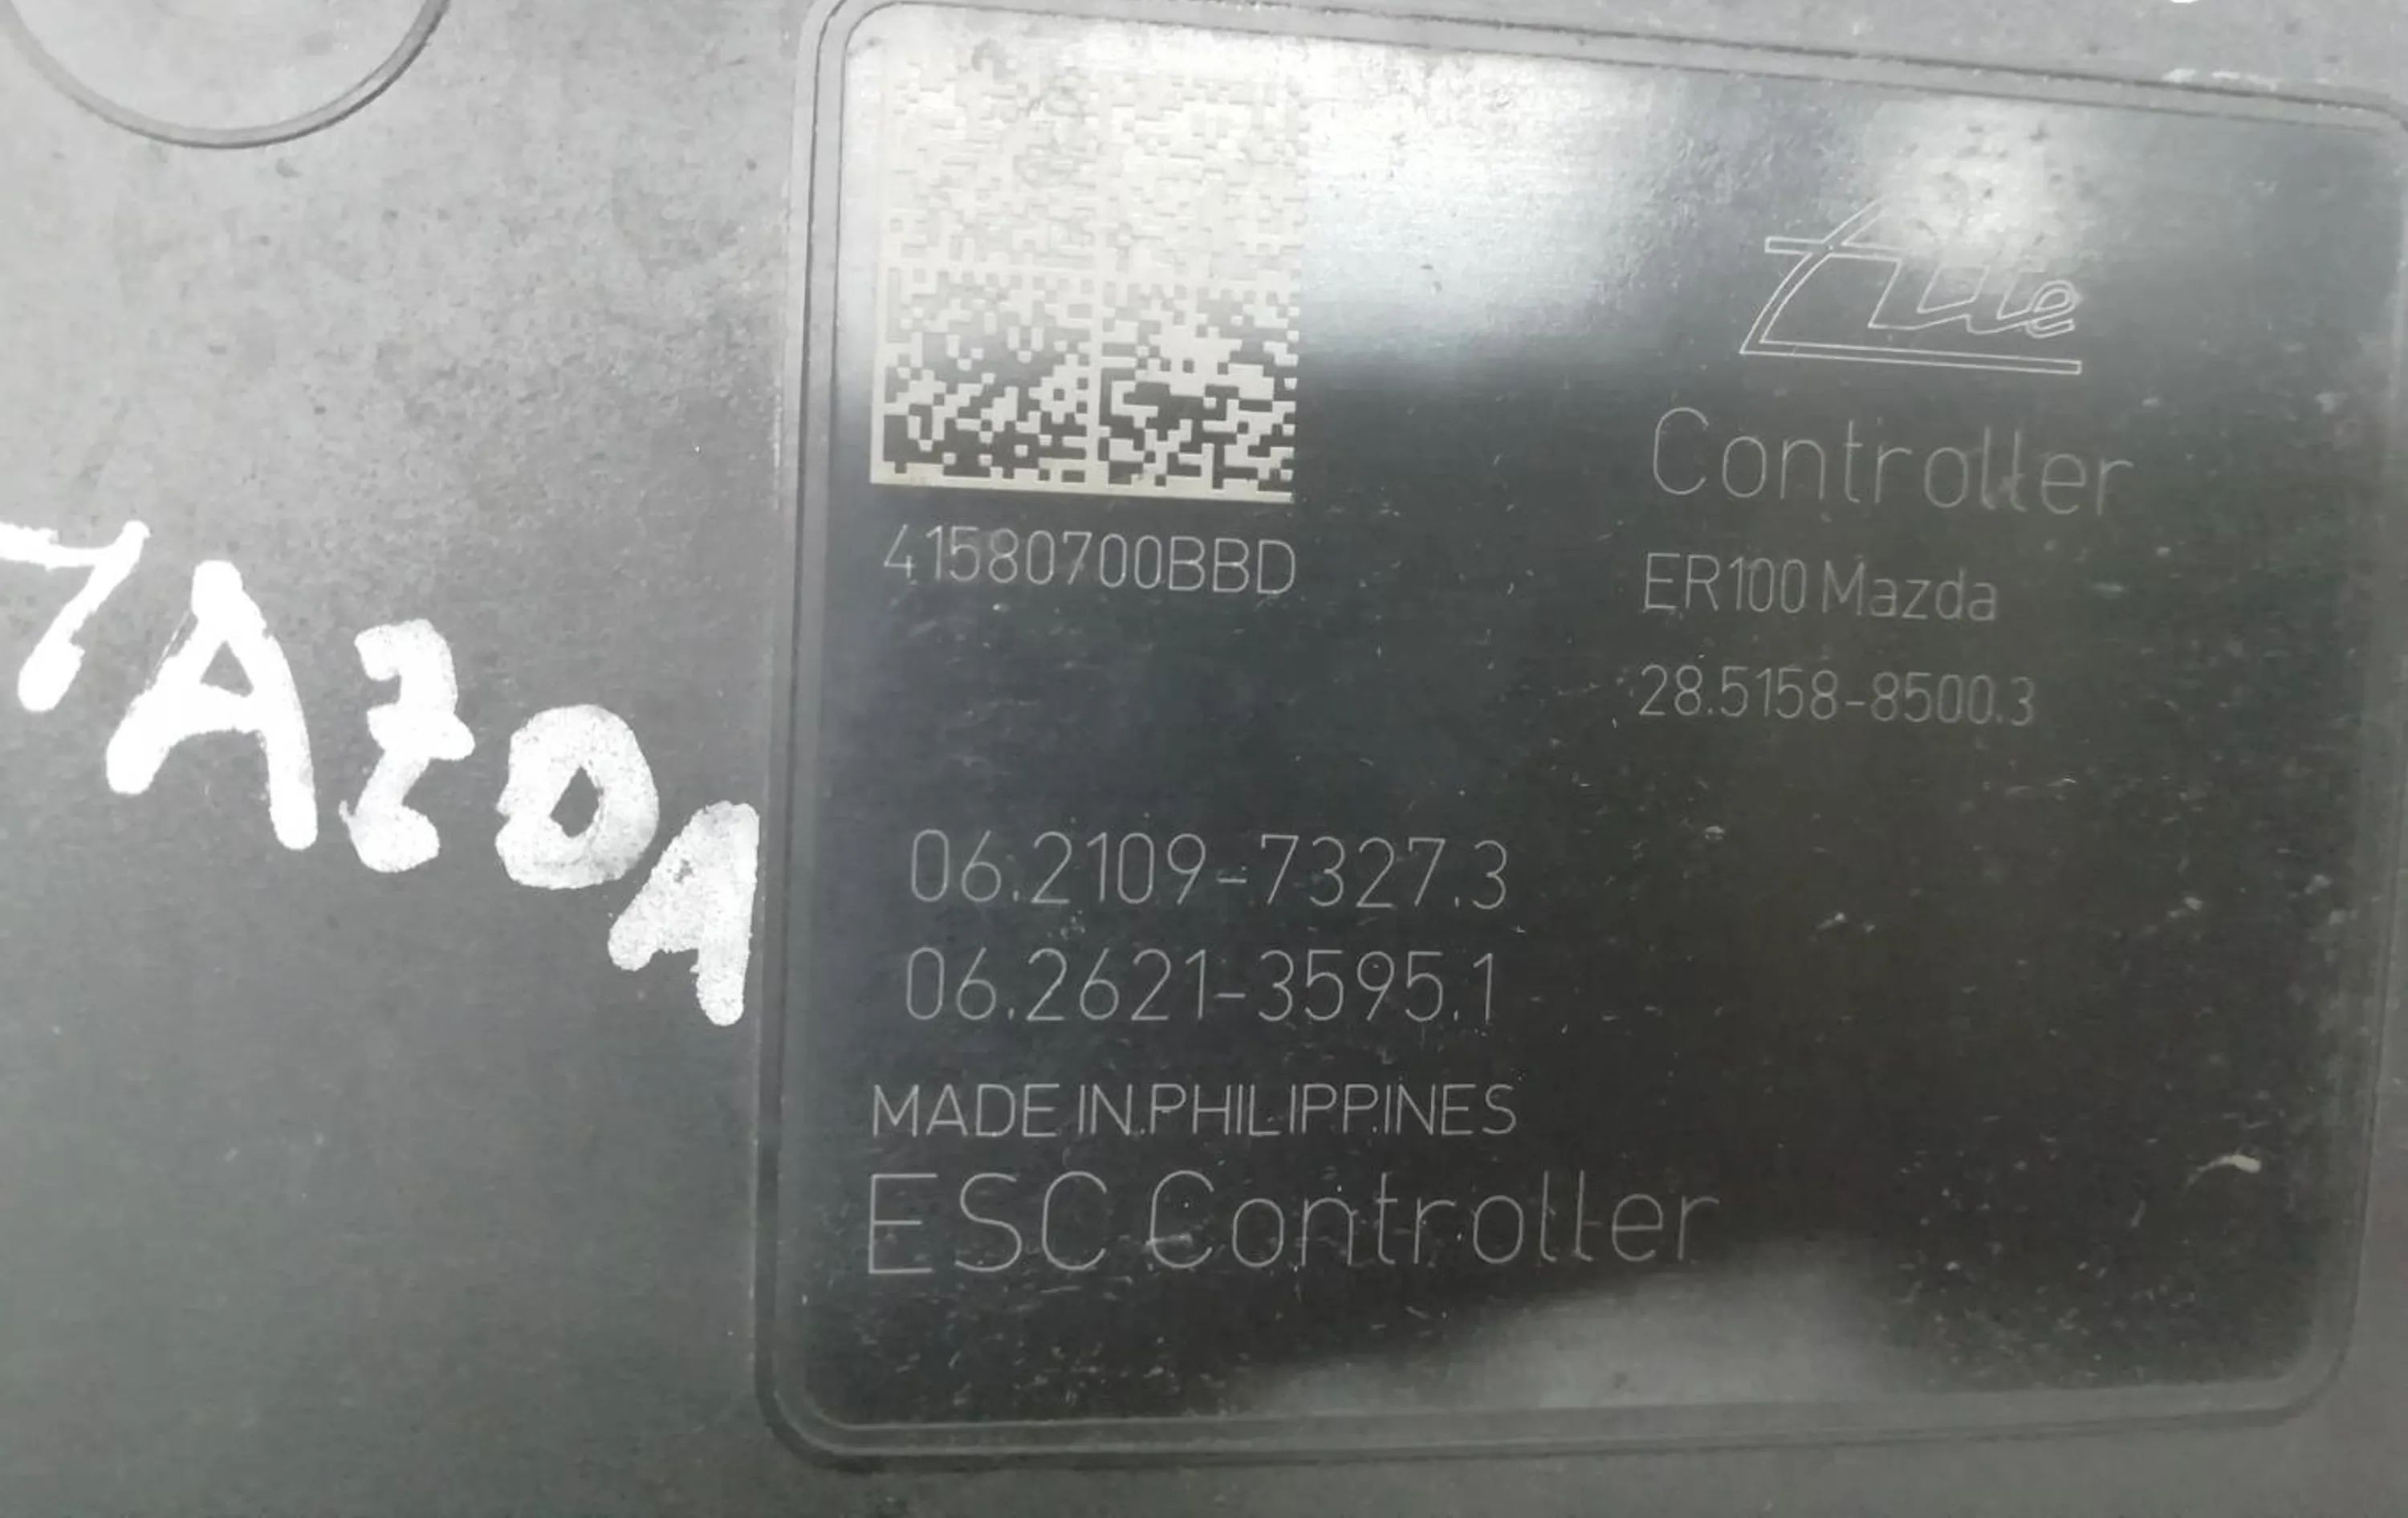 Ate
Controller
41580700BBD
ER100 Mazda
28.5158-8500.3
06.2109-7327.3
06.2621-3595.1
MADE IN PHILIPPINES
ESC Controller
AZDA